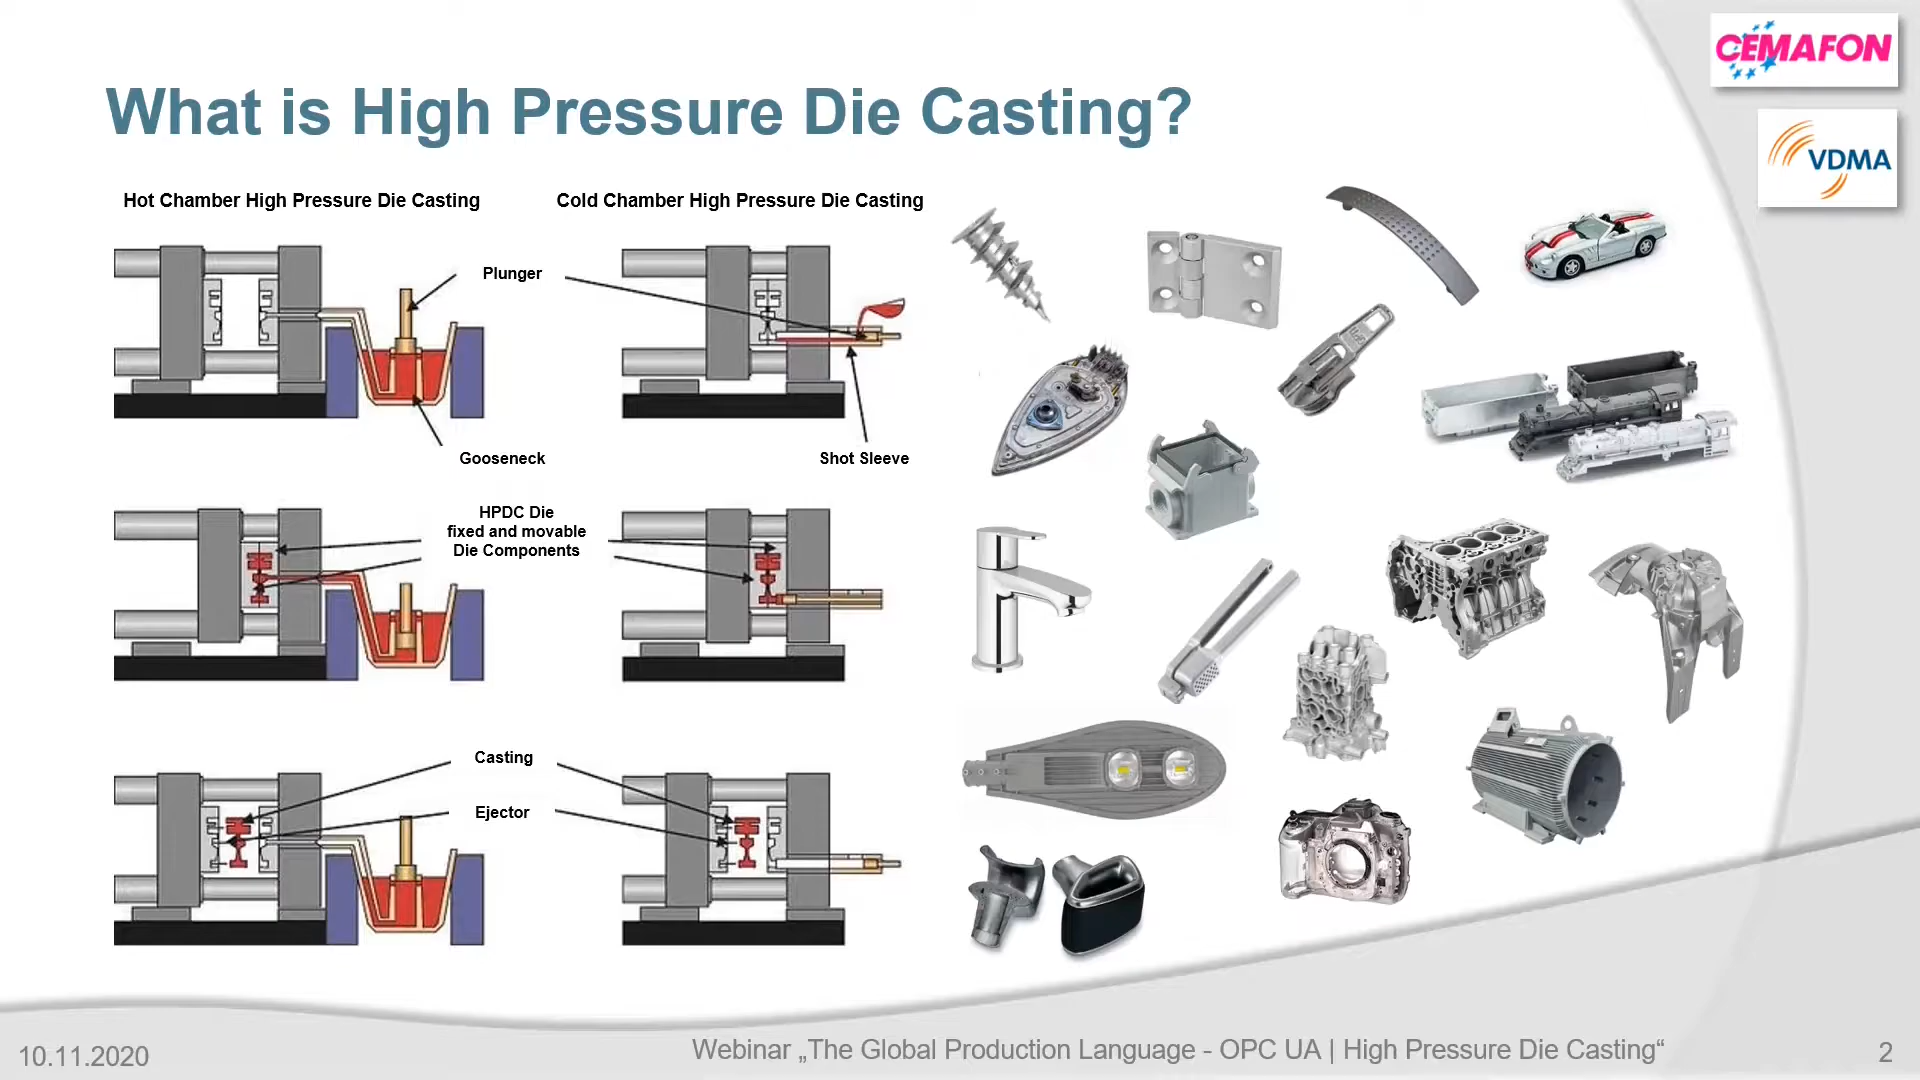 CEMAFON
VDMA
What is High Pressure Die Casting?
Hot Chamber High Pressure Die Casting
Cold Chamber High Pressure Die Casting
Plunger
Gooseneck
Shot Sleeve
HPDC Die
fixed and movable
Die Components
Casting
Ejector
10.11.2020
Webinar „The Global Production Language - OPC UA | High Pressure Die Casting“
2